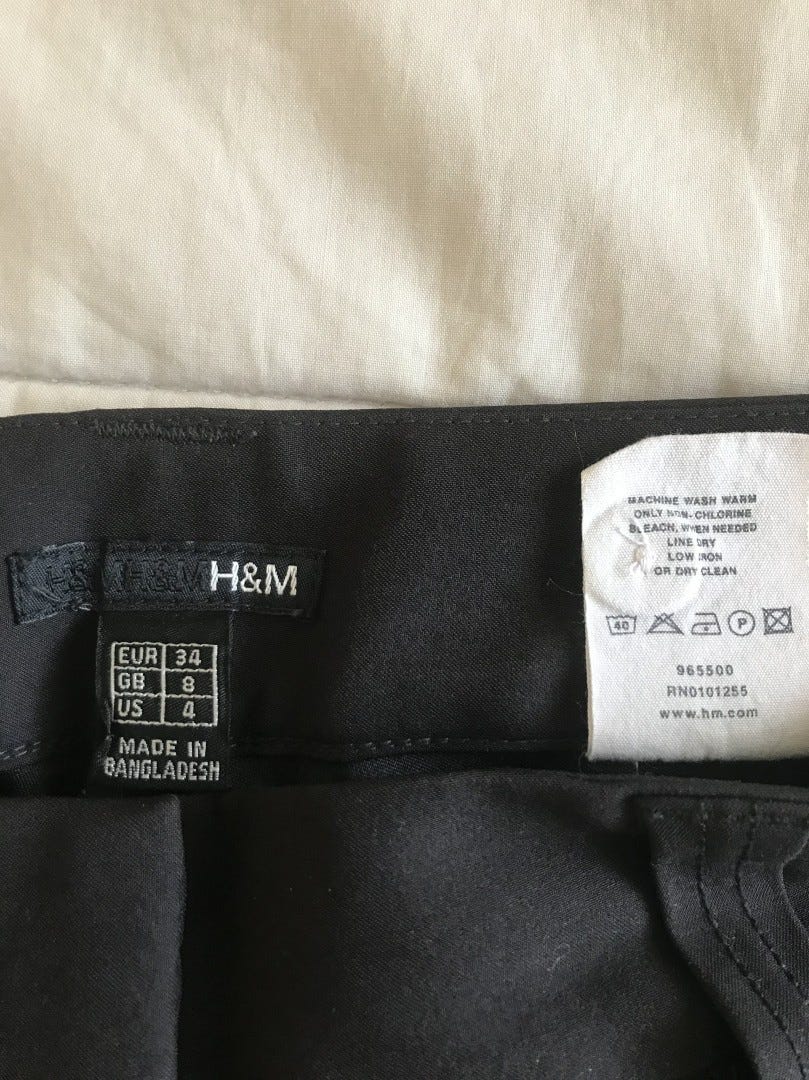 H&M H&M H&M
EUR 34
GB 8
US 4
MADE IN
BANGLADESH
MACHINE WASH WARM
ONLY NON-CHLORINE
BLEACH, WHEN NEEDED
LINE DRY
LOW IRON
OR DRY CLEAN
40 P
965500
RN0101255
www.hm.com